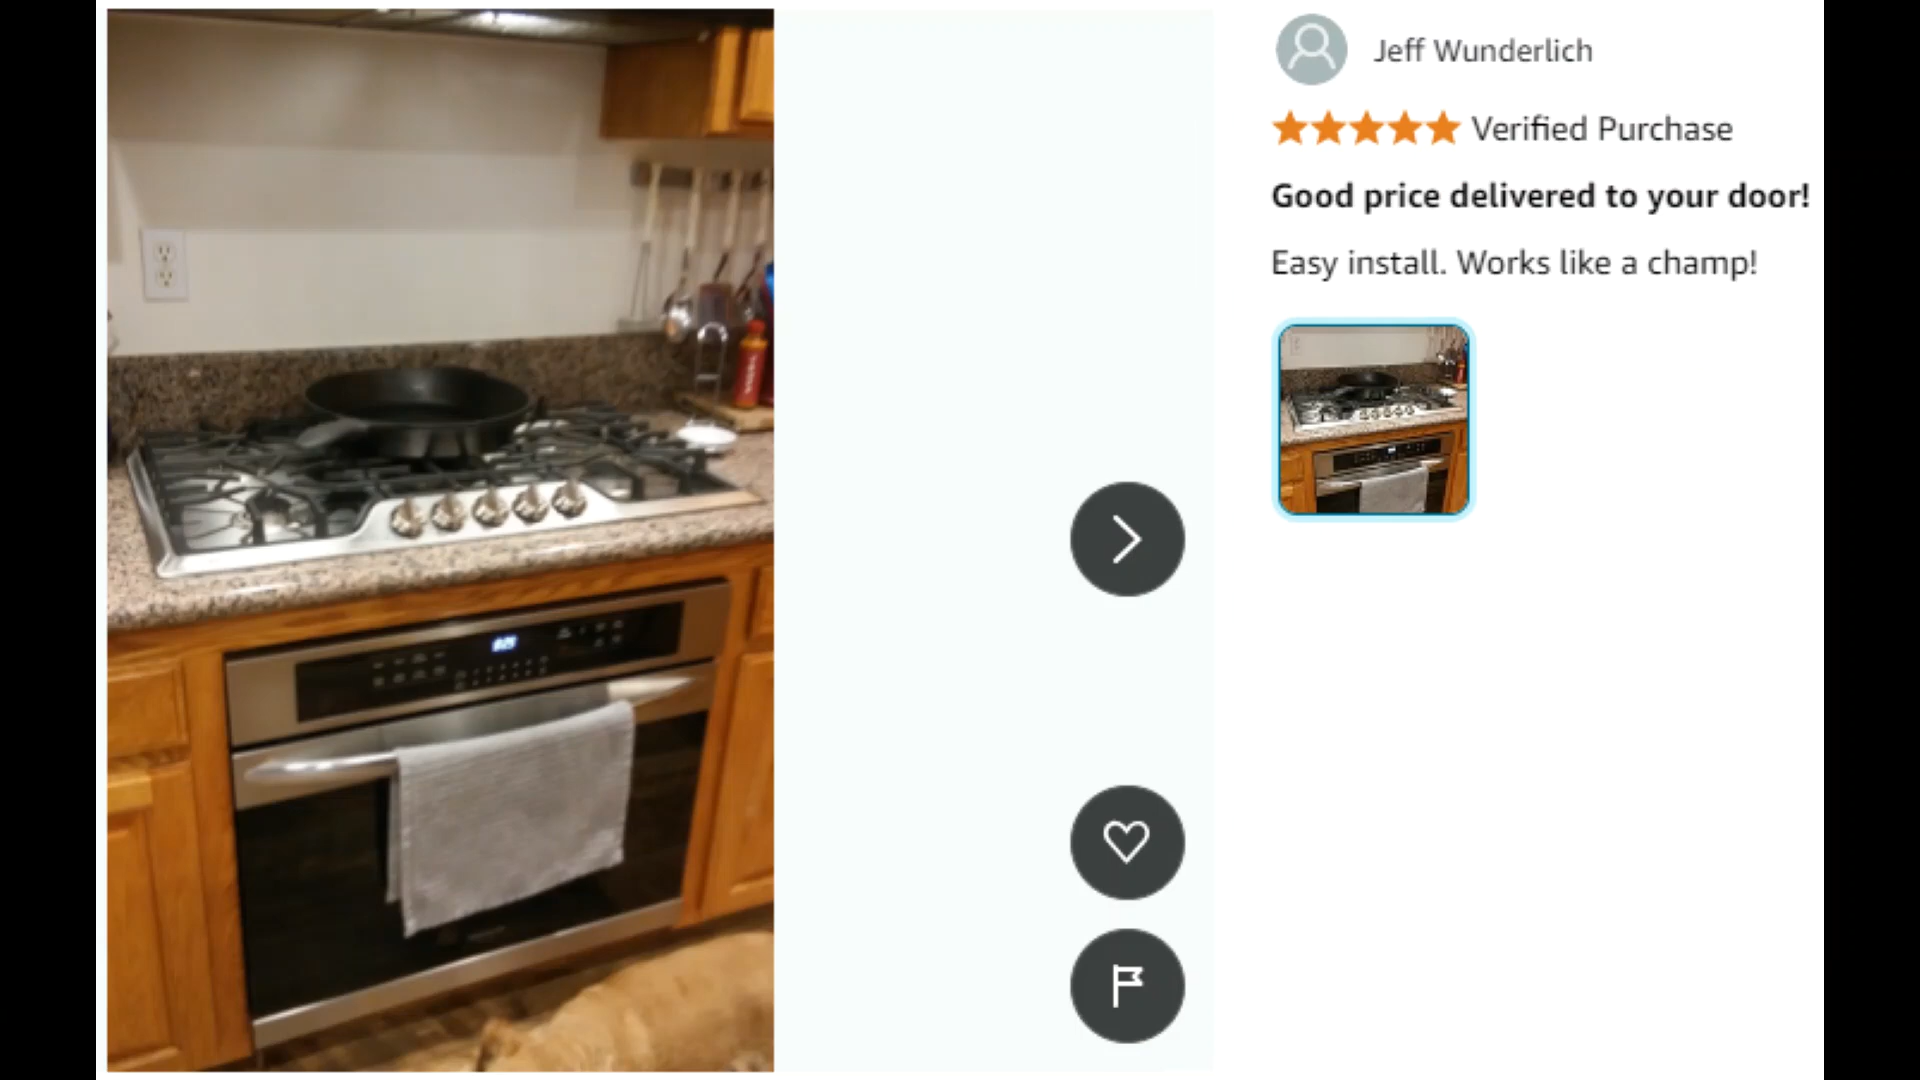 Jeff Wunderlich
Verified Purchase
Good price delivered to your door!
Easy install. Works like a champ!